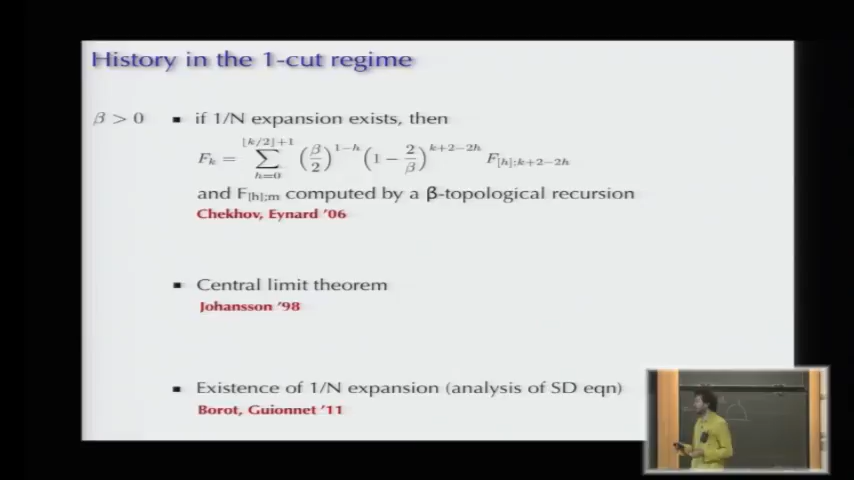 History in the 1-cut regime
β > 0 ▪ if 1/N expansion exists, then
F_k = \sum_{h=0}^{⌊k/2⌋+1} (β/2)^{1−h} (1 − 2/β)^{k+2−2h} F_{[h];k+2−2h}
and F_{[h];m} computed by a β-topological recursion
Chekhov, Eynard '06
▪ Central limit theorem
Johansson '98
▪ Existence of 1/N expansion (analysis of SD eqn)
Borot, Guionnet '11